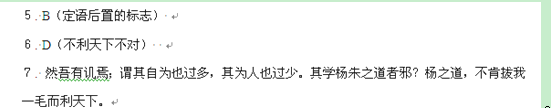 5．B（定语后置的标志）
6．D（不利天下不对）
7．然吾有讥焉；谓其自为也过多，其为人也过少。其学杨朱之道者邪？杨之道，不肯拔我
一毛而利天下。